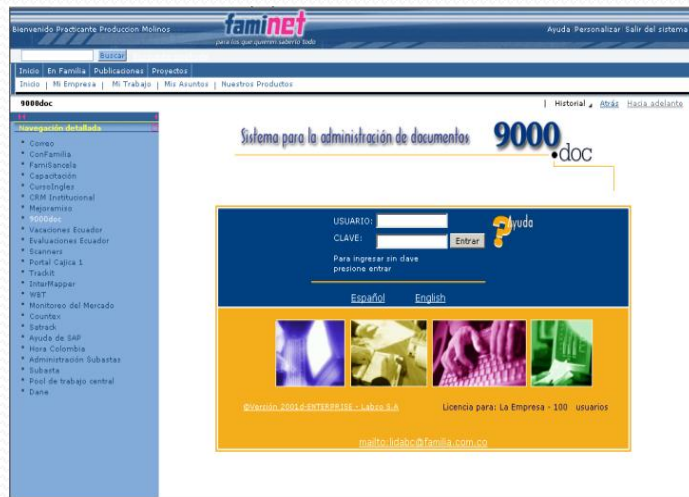 Bienvenido Practicante Produccion Molinos
faminet
para los que quieren saberlo todo
Ayuda Personalizar Salir del sistema
Buscar
Inicio En Familia Publicaciones Proyectos
Inicio | Mi Empresa | Mi Trabajo | Mis Asuntos | Nuestros Productos
9000doc
| Historial Atrás Hacia adelante
Navegación detallada
Correo
ConFamilia
FamiSancela
Capacitación
CursoIngles
CRM Institucional
Mejoramiso
9000doc
Vacaciones Ecuador
Evaluaciones Ecuador
Scanners
Portal Cajica 1
Trackit
InterMapper
WBT
Monitoreo del Mercado
Countex
Satrack
Ayuda de SAP
Hora Colombia
Administración Subastas
Subasta
Pool de trabajo central
Dane
Sistema para la administración de documentos
9000
.doc
USUARIO:
CLAVE:
Entrar
?Ayuda
Para ingresar sin clave
presione entrar
Español English
©Versión 2001d-ENTERPRISE - Labso S.A
Licencia para: La Empresa - 100 usuarios
mailto:lidabc@familia.com.co